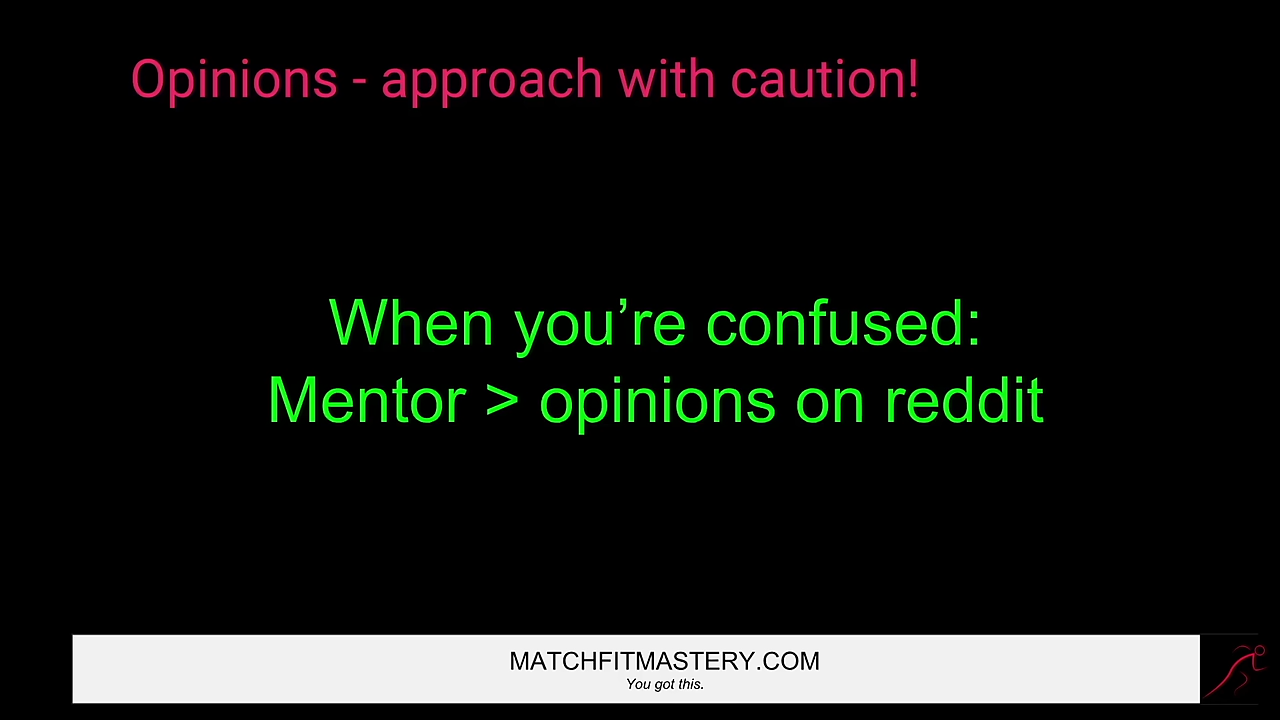 Opinions - approach with caution!
When you’re confused:
Mentor > opinions on reddit
MATCHFITMASTERY.COM
You got this.